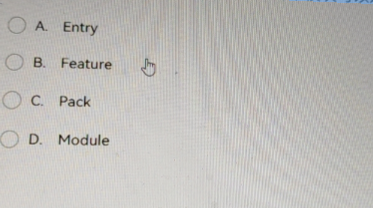 A. Entry
B. Feature
C. Pack
D. Module